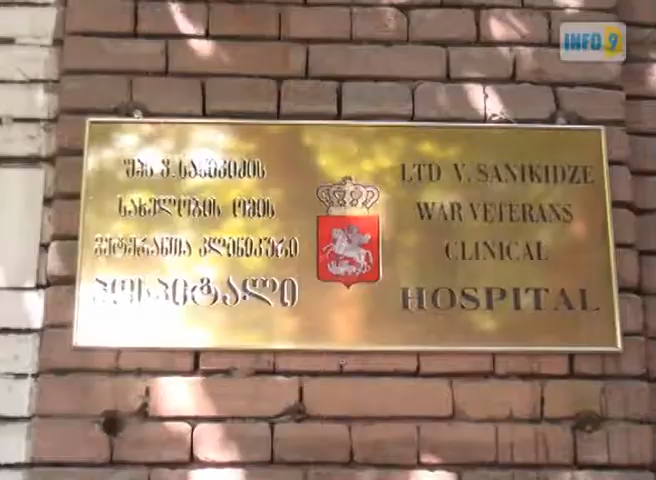 INFO 9
შპს ვ. სანიკიძის
სახელობის ომის
ვეტერანთა კლინიკური
ჰოსპიტალი
LTD V. SANIKIDZE
WAR VETERANS
CLINICAL
HOSPITAL